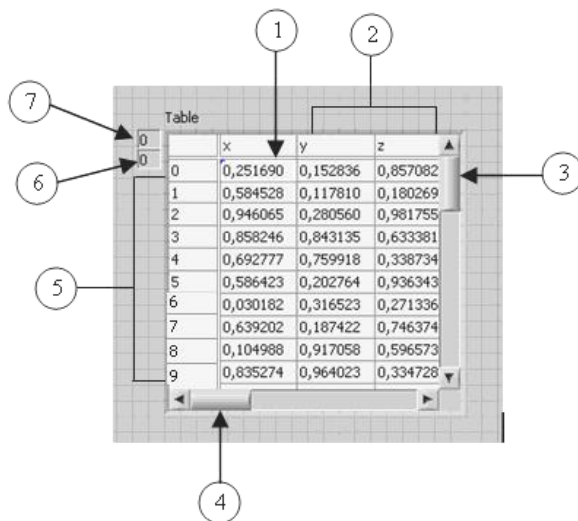 1
2
7
Table
0
x y z
6
0
0 0,251690 0,152836 0,857082
3
1 0,584528 0,117810 0,180269
2 0,946065 0,280560 0,981755
3 0,858246 0,843135 0,633381
4 0,692777 0,759918 0,338734
5
5 0,586423 0,202764 0,936343
6 0,030182 0,316523 0,271336
7 0,639202 0,187422 0,746374
8 0,104988 0,917058 0,596573
9 0,835274 0,964023 0,334728
4